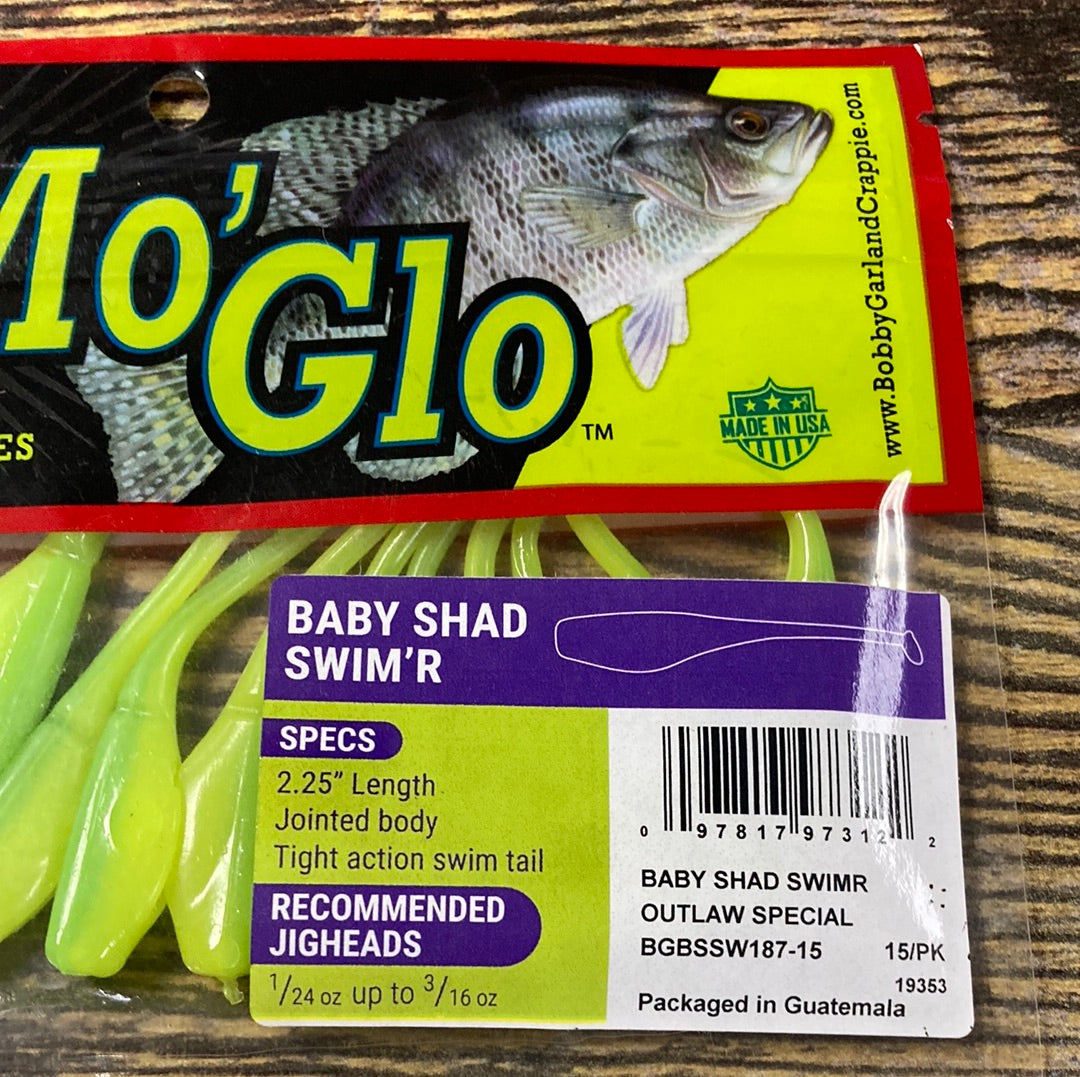 Mo'Glo™
ES
MADE IN USA
www.BobbyGarlandCrappie.com
BABY SHAD
SWIM'R
SPECS
2.25" Length
Jointed body
Tight action swim tail
RECOMMENDED
JIGHEADS
1/24 oz up to 3/16 oz
0 97817 97312 2
BABY SHAD SWIMR
OUTLAW SPECIAL
BGBSSW187-15 15/PK
19353
Packaged in Guatemala